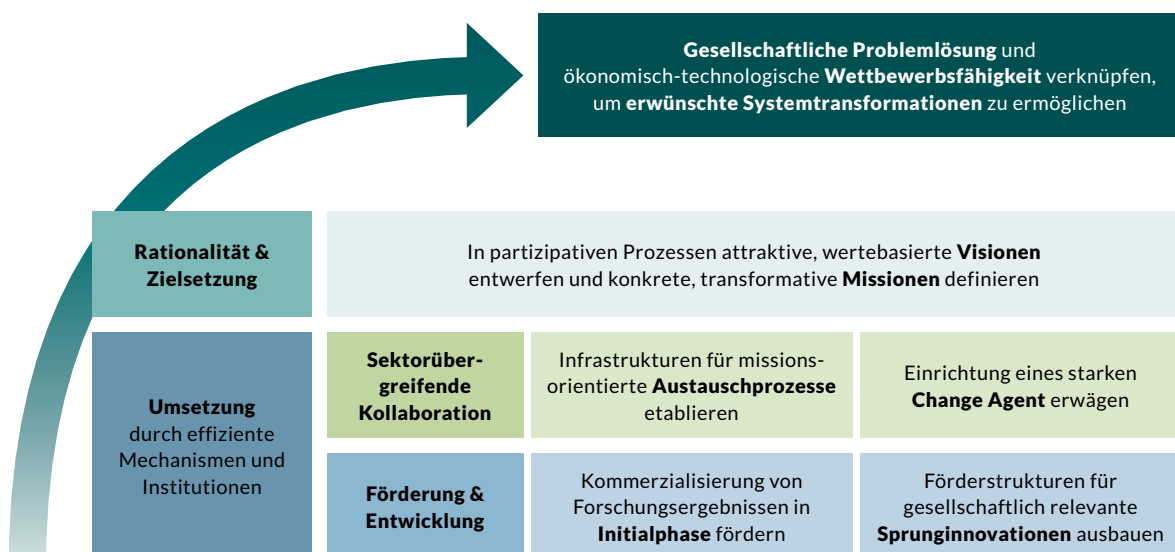 Gesellschaftliche Problemlösung und
ökonomisch-technologische Wettbewerbsfähigkeit verknüpfen,
um erwünschte Systemtransformationen zu ermöglichen
Rationalität &
Zielsetzung
In partizipativen Prozessen attraktive, wertebasierte Visionen
entwerfen und konkrete, transformative Missionen definieren
Umsetzung
durch effiziente
Mechanismen und
Institutionen
Sektorüber-
greifende
Kollaboration
Infrastrukturen für missions-
orientierte Austauschprozesse
etablieren
Einrichtung eines starken
Change Agent erwägen
Förderung &
Entwicklung
Kommerzialisierung von
Forschungsergebnissen in
Initialphase fördern
Förderstrukturen für
gesellschaftlich relevante
Sprunginnovationen ausbauen